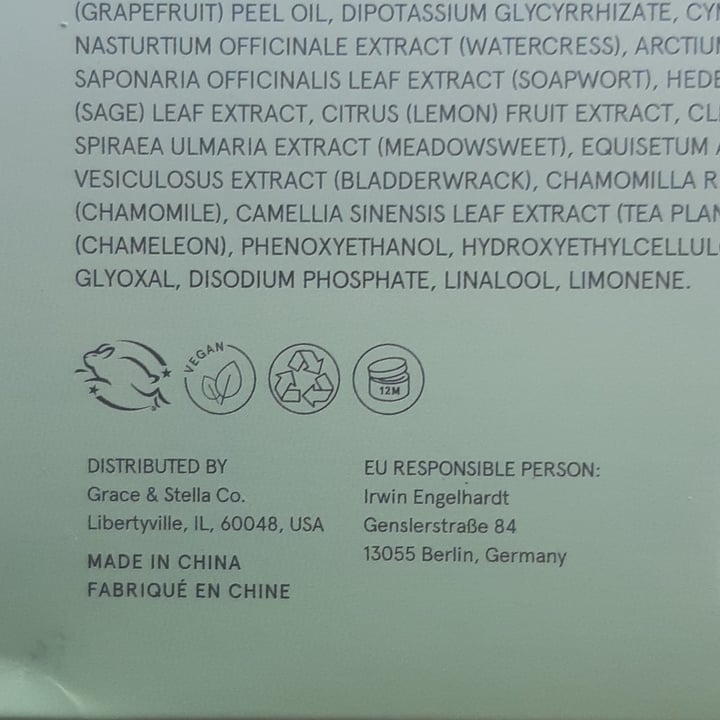 (GRAPEFRUIT) PEEL OIL, DIPOTASSIUM GLYCYRRHIZATE,
NASTURTIUM OFFICINALE EXTRACT (WATERCRESS),
SAPONARIA OFFICINALIS LEAF EXTRACT (SOAPWORT),
(SAGE) LEAF EXTRACT, CITRUS (LEMON) FRUIT EXTRACT,
SPIRAEA ULMARIA EXTRACT (MEADOWSWEET), EQUISETUM
VESICULOSUS EXTRACT (BLADDERWRACK), CHAMOMILLA
(CHAMOMILE), CAMELLIA SINENSIS LEAF EXTRACT (TEA
(CHAMELEON), PHENOXYETHANOL,
GLYOXAL, DISODIUM PHOSPHATE, LINALOOL, LIMONENE.
VEGAN
12M
DISTRIBUTED BY
Grace & Stella Co.
Libertyville, IL, 60048, USA
MADE IN CHINA
FABRIQUÉ EN CHINE
EU RESPONSIBLE PERSON:
Irwin Engelhardt
Genslerstraße 84
13055 Berlin, Germany